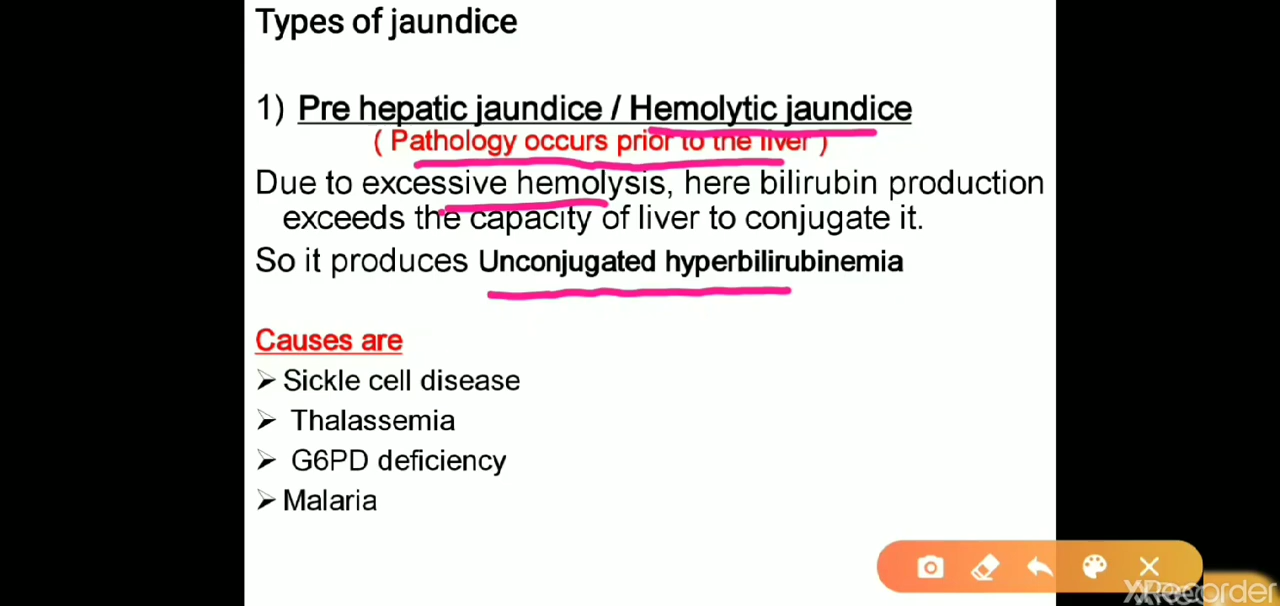 Types of jaundice
1) Pre hepatic jaundice / Hemolytic jaundice
( Pathology occurs prior to the liver )
Due to excessive hemolysis, here bilirubin production
exceeds the capacity of liver to conjugate it.
So it produces Unconjugated hyperbilirubinemia
Causes are
➢ Sickle cell disease
➢ Thalassemia
➢ G6PD deficiency
➢ Malaria
XRecorder